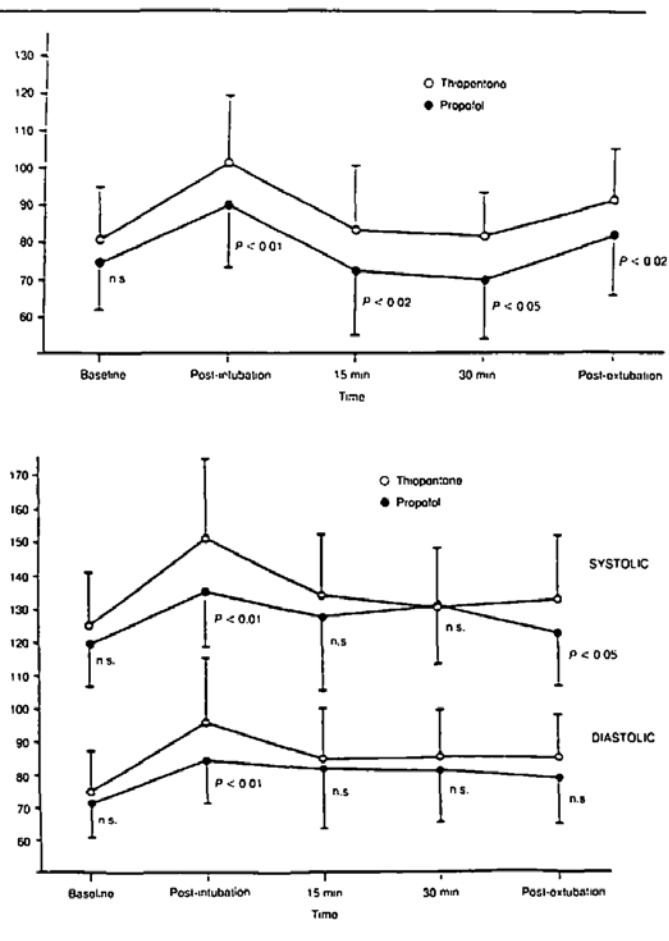 130
120
110
100
90
80
70
60
Thiopentone
Propofol
n.s
P < 0.01
P < 0.02
P < 0.05
P < 0.02
Baseline Post-intubation 15 min 30 min Post-extubation
Time
170
160
150
140
130
120
110
100
90
80
70
60
Thiopentone
Propofol
SYSTOLIC
n.s.
P < 0.01
n.s
n.s.
P < 0.05
DIASTOLIC
n.s.
P < 0.01
n.s
n.s.
n.s
Baseline Post-intubation 15 min 30 min Post-extubation
Time